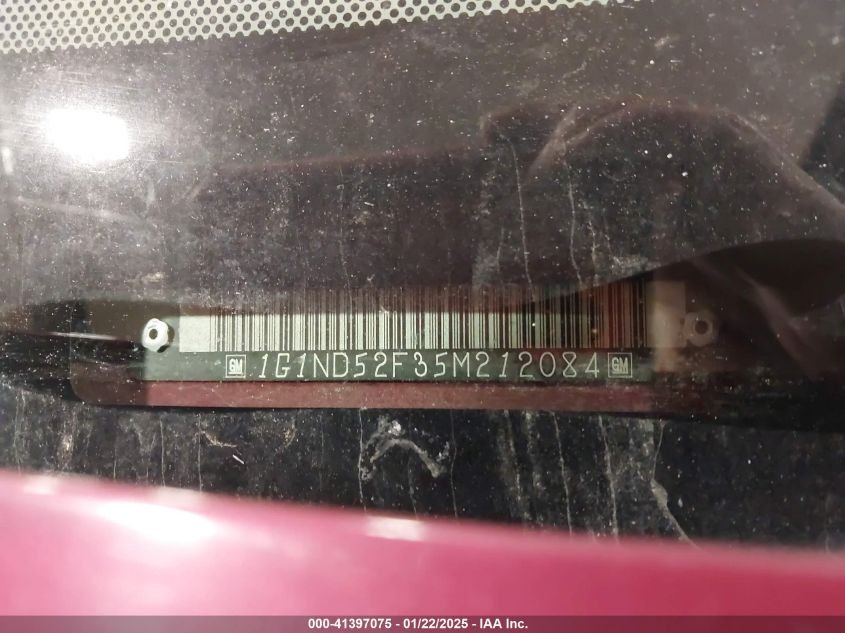 GM 1G1ND52F35M212084 GM
000-41397075 - 01/22/2025 - IAA Inc.